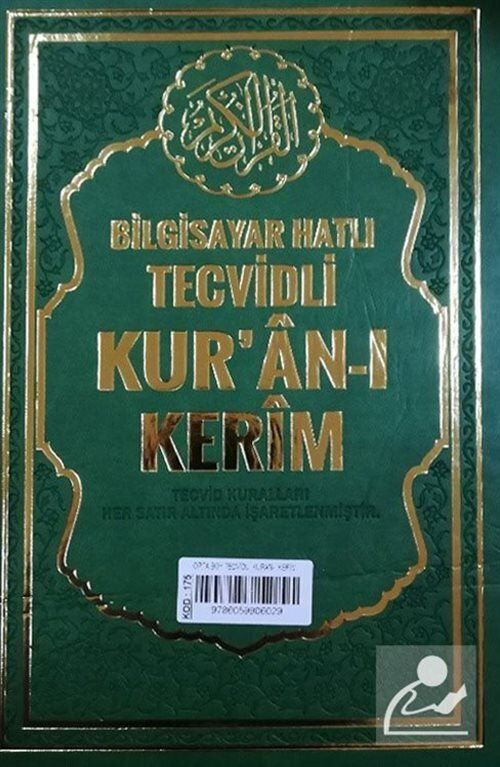 القرآن الكريم
BİLGİSAYAR HATLI
TECVİDLİ
KUR'ÂN-I
KERÎM
TECVİD KURALLARI
HER SATIR ALTINDA İŞARETLENMİŞTİR.
KOD - 175
9786059906029